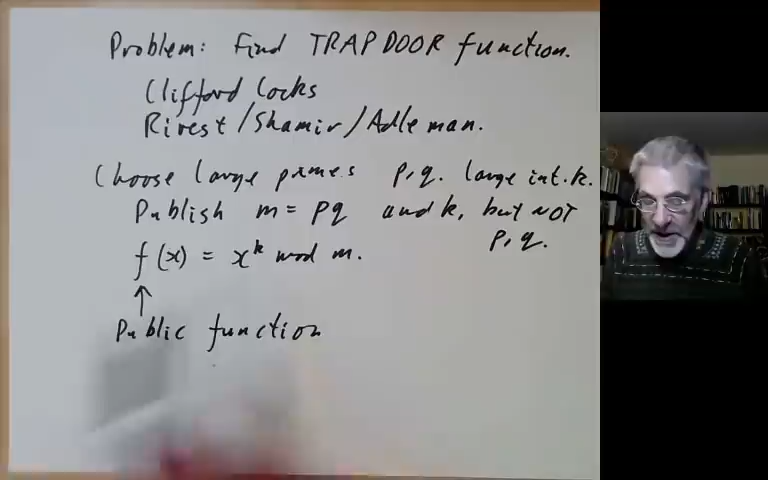 Problem: Find TRAPDOOR function.
Clifford Cocks
Rivest/Shamir/Adleman.
Choose large primes p,q. large int. k.
Publish m = pq and k, but NOT
p,q.
f(x) = x^k mod m.
↑
Public function